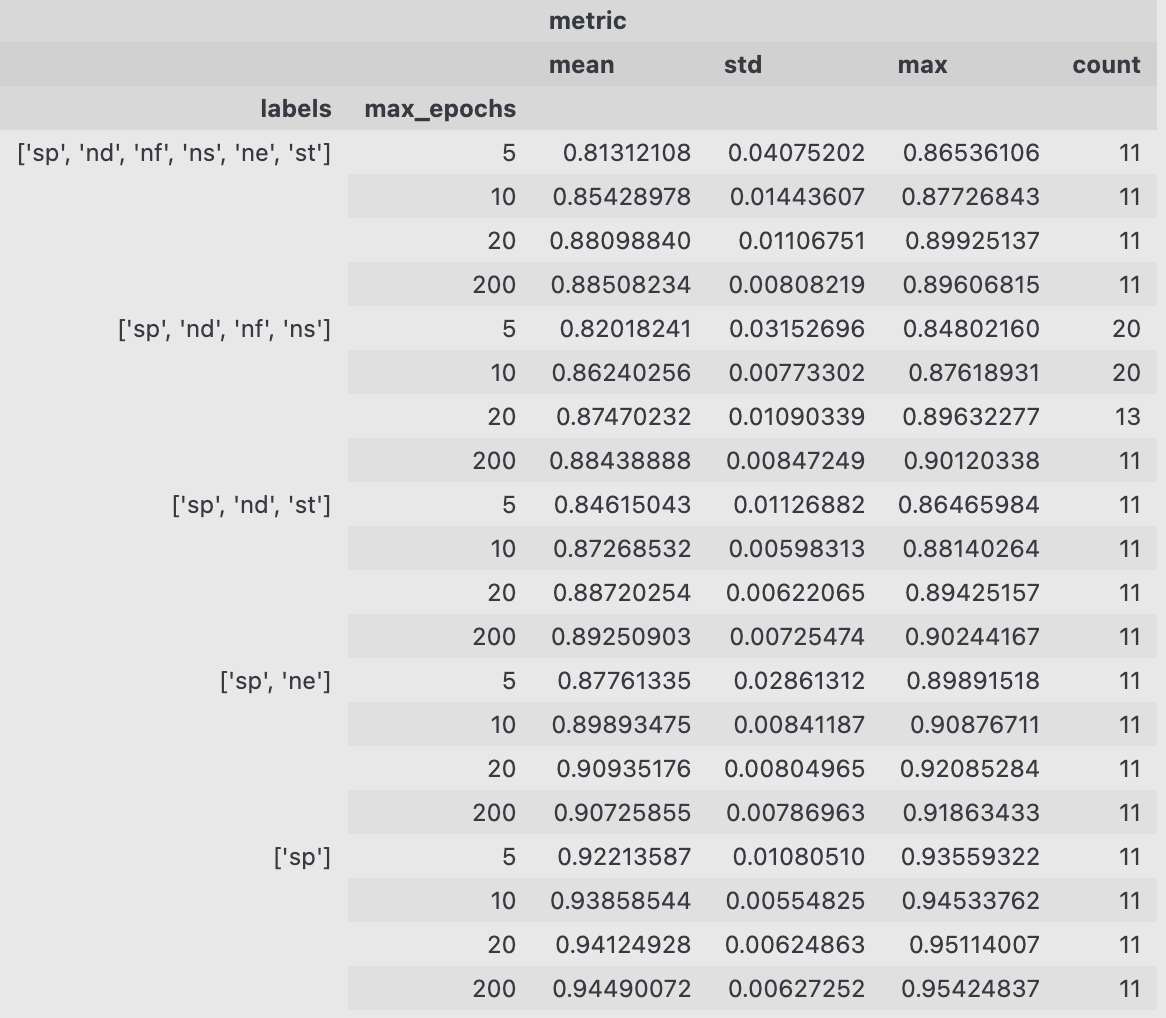 metric
mean std max count
labels max_epochs
['sp', 'nd', 'nf', 'ns', 'ne', 'st'] 5 0.81312108 0.04075202 0.86536106 11
10 0.85428978 0.01443607 0.87726843 11
20 0.88098840 0.01106751 0.89925137 11
200 0.88508234 0.00808219 0.89606815 11
['sp', 'nd', 'nf', 'ns'] 5 0.82018241 0.03152696 0.84802160 20
10 0.86240256 0.00773302 0.87618931 20
20 0.87470232 0.01090339 0.89632277 13
200 0.88438888 0.00847249 0.90120338 11
['sp', 'nd', 'st'] 5 0.84615043 0.01126882 0.86465984 11
10 0.87268532 0.00598313 0.88140264 11
20 0.88720254 0.00622065 0.89425157 11
200 0.89250903 0.00725474 0.90244167 11
['sp', 'ne'] 5 0.87761335 0.02861312 0.89891518 11
10 0.89893475 0.00841187 0.90876711 11
20 0.90935176 0.00804965 0.92085284 11
200 0.90725855 0.00786963 0.91863433 11
['sp'] 5 0.92213587 0.01080510 0.93559322 11
10 0.93858544 0.00554825 0.94533762 11
20 0.94124928 0.00624863 0.95114007 11
200 0.94490072 0.00627252 0.95424837 11